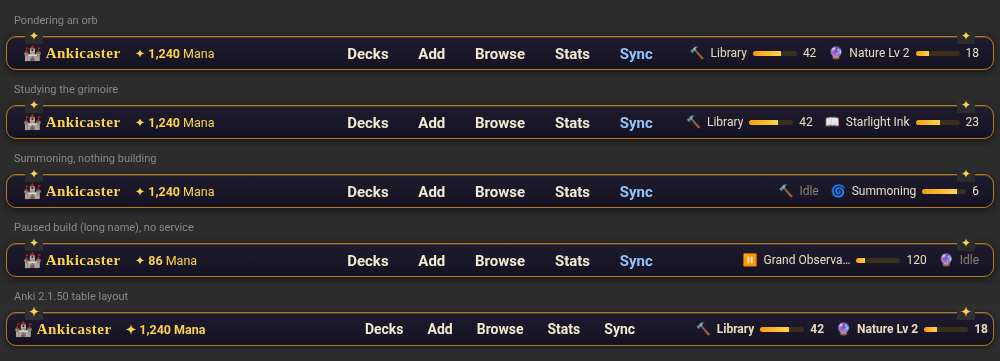 Pondering an orb
Ankicaster ✦ 1,240 Mana Decks Add Browse Stats Sync Library 42 Nature Lv 2 18
Studying the grimoire
Ankicaster ✦ 1,240 Mana Decks Add Browse Stats Sync Library 42 Starlight Ink 23
Summoning, nothing building
Ankicaster ✦ 1,240 Mana Decks Add Browse Stats Sync Idle Summoning 6
Paused build (long name), no service
Ankicaster ✦ 86 Mana Decks Add Browse Stats Sync Grand Observa... 120 Idle
Anki 2.1.50 table layout
Ankicaster ✦ 1,240 Mana Decks Add Browse Stats Sync Library 42 Nature Lv 2 18